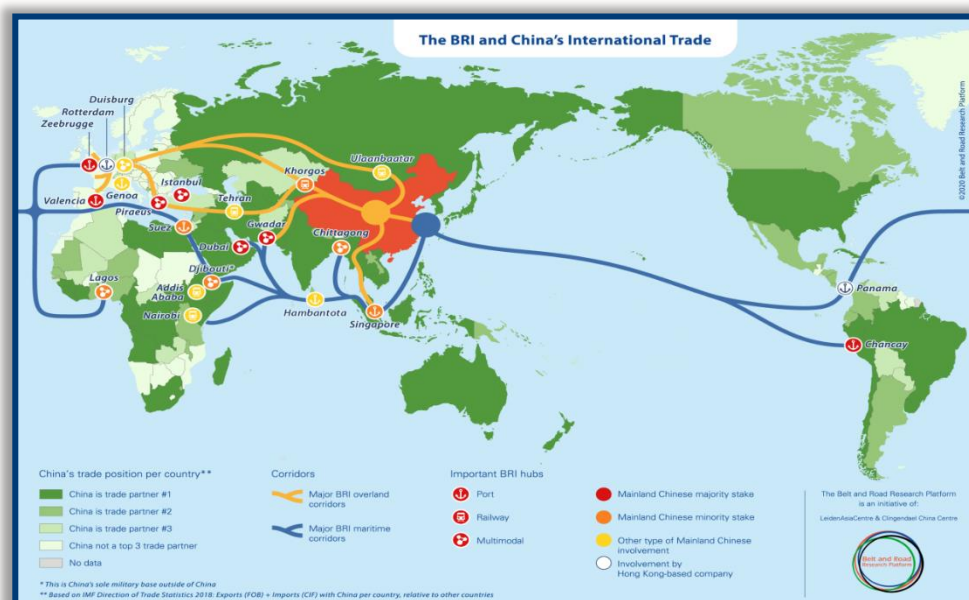 The BRI and China's International Trade
©2020 Belt and Road Research Platform
Duisburg
Rotterdam
Zeebrugge
Ulaanbaatar
Khorgos
Istanbul
Valencia
Genoa
Piraeus
Tehran
Gwadar
Suez
Dubai
Chittagong
Djibouti*
Lagos
Addis
Ababa
Nairobi
Hambantota
Singapore
Panama
Chancay
China's trade position per country**
China is trade partner #1
China is trade partner #2
China is trade partner #3
China not a top 3 trade partner
No data
Corridors
Major BRI overland
corridors
Major BRI maritime
corridors
Important BRI hubs
Port
Railway
Multimodal
Mainland Chinese majority stake
Mainland Chinese minority stake
Other type of Mainland Chinese
involvement
Involvement by
Hong Kong-based company
The Belt and Road Research Platform
is an initiative of:
LeidenAsiaCentre & Clingendael China Centre
Belt and Road
Research Platform
* This is China's sole military base outside of China
** Based on IMF Direction of Trade Statistics 2018: Exports (FOB) + Imports (CIF) with China per country, relative to other countries